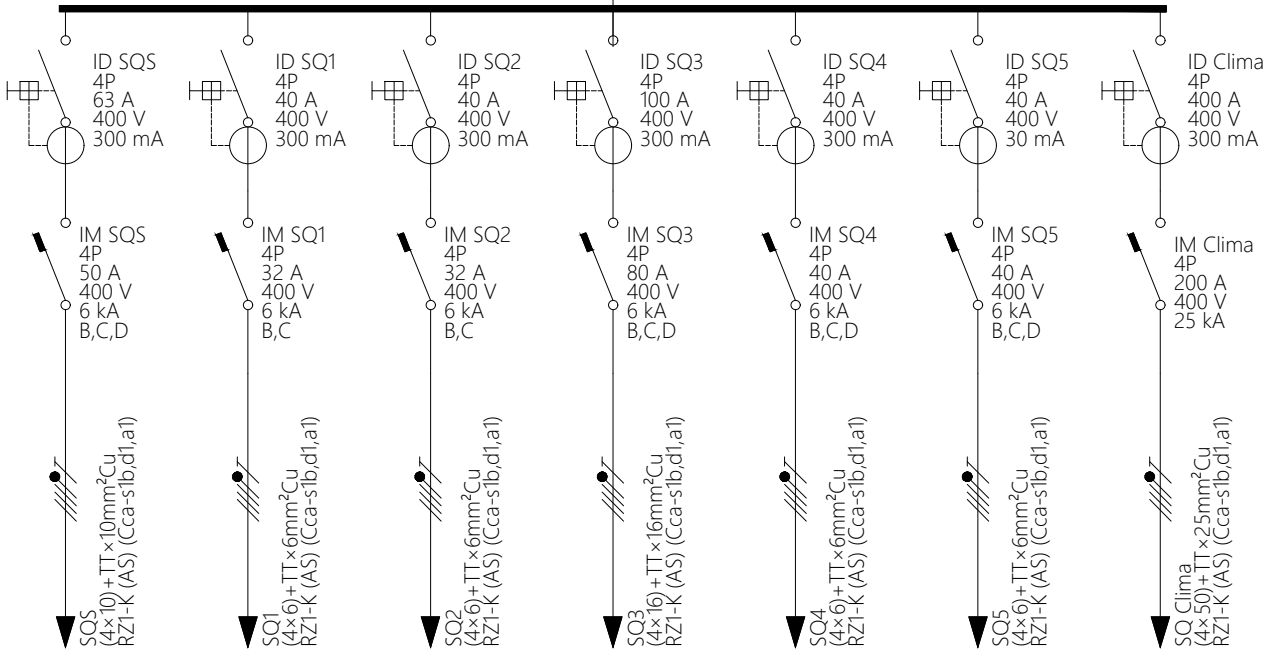 ID SQS
4P
63 A
400 V
300 mA
ID SQ1
4P
40 A
400 V
300 mA
ID SQ2
4P
40 A
400 V
300 mA
ID SQ3
4P
100 A
400 V
300 mA
ID SQ4
4P
40 A
400 V
300 mA
ID SQ5
4P
40 A
400 V
30 mA
ID Clima
4P
400 A
400 V
300 mA
IM SQS
4P
50 A
400 V
6 kA
B,C,D
IM SQ1
4P
32 A
400 V
6 kA
B,C
IM SQ2
4P
32 A
400 V
6 kA
B,C
IM SQ3
4P
80 A
400 V
6 kA
B,C,D
IM SQ4
4P
40 A
400 V
6 kA
B,C,D
IM SQ5
4P
40 A
400 V
6 kA
B,C,D
IM Clima
4P
200 A
400 V
25 kA
SQS
(4×10)+TT×10mm²Cu
RZ1-K (AS) (Cca-s1b,d1,a1)
SQ1
(4×6)+TT×6mm²Cu
RZ1-K (AS) (Cca-s1b,d1,a1)
SQ2
(4×6)+TT×6mm²Cu
RZ1-K (AS) (Cca-s1b,d1,a1)
SQ3
(4×16)+TT×16mm²Cu
RZ1-K (AS) (Cca-s1b,d1,a1)
SQ4
(4×6)+TT×6mm²Cu
RZ1-K (AS) (Cca-s1b,d1,a1)
SQ5
(4×6)+TT×6mm²Cu
RZ1-K (AS) (Cca-s1b,d1,a1)
SQ Clima
(4×50)+TT×25mm²Cu
RZ1-K (AS) (Cca-s1b,d1,a1)